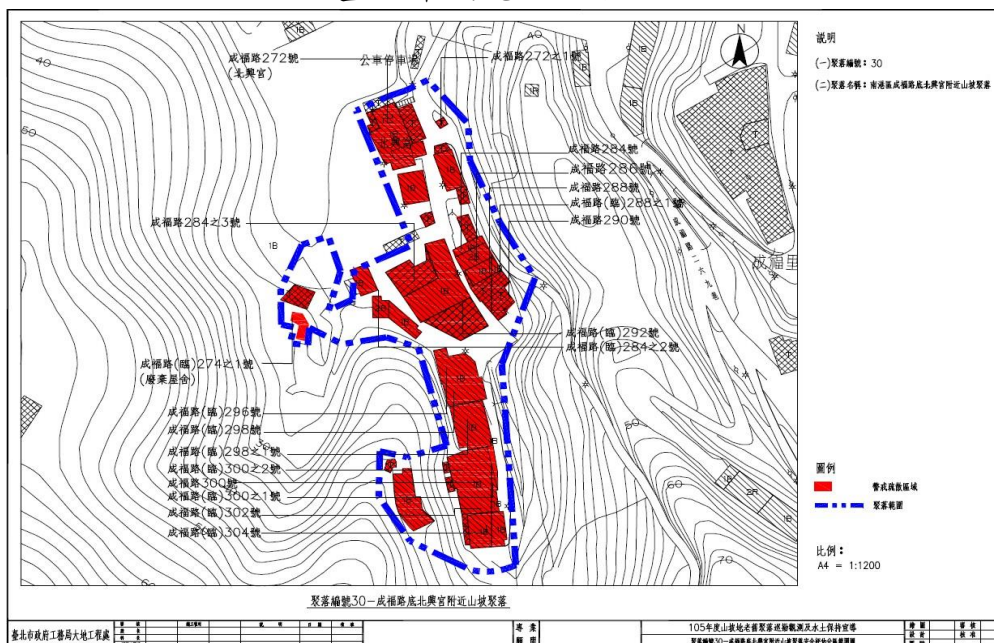 成福路272號
(北興宮)
公車停車場
成福路272之1號
N
說明
(一)聚落編號：30
(二)聚落名稱：南港區成福路底北興宮附近山坡聚落
40
40
50
成福路284號
成福路286號
成福路288號
成福路(臨)288之1號
成福路290號
成福路284之3號
1B
成福里
成福路(臨)292號
成福路(臨)284之2號
成福路(臨)274之1號
(廢棄屋舍)
成福路(臨)296號
成福路(臨)298號
成福路(臨)298之1號
成福路(臨)300之2號
成福路300號
成福路(臨)300之1號
成福路(臨)302號
成福路(臨)304號
50
60
70
2R
圖例
警戒疏散區域
聚落範圍
比例：
A4 = 1:1200
聚落編號30－成福路底北興宮附近山坡聚落
臺北市政府工務局大地工程處
專業
105年度山坡地老舊聚落巡勘觀測及水土保持宣導